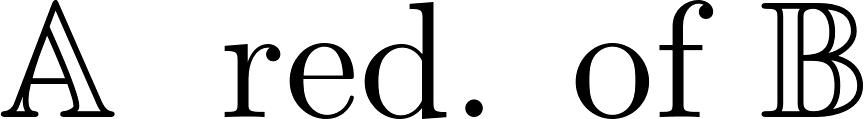 𝔸 red. of 𝔹